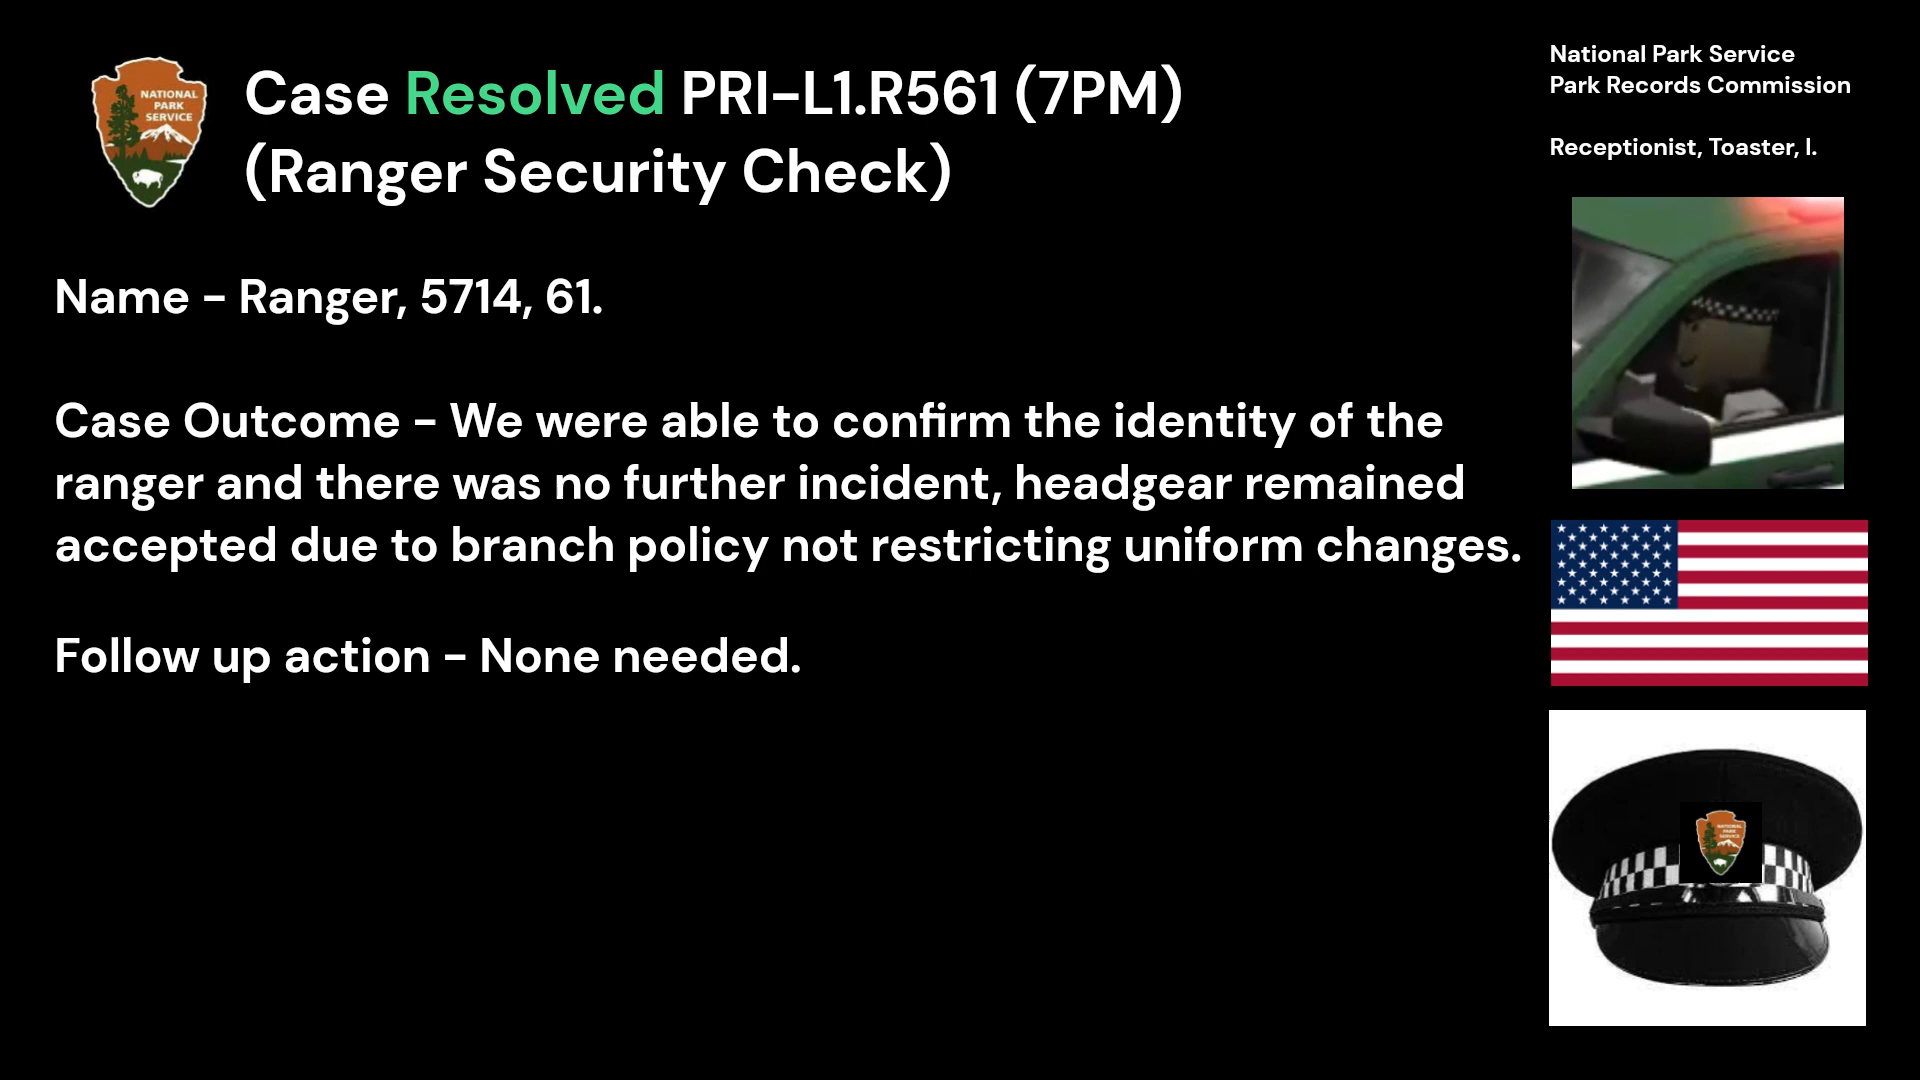 NATIONAL
PARK
SERVICE
Case Resolved PRI-L1.R561 (7PM)
(Ranger Security Check)
National Park Service
Park Records Commission
Receptionist, Toaster, I.
Name - Ranger, 5714, 61.
Case Outcome - We were able to confirm the identity of the
ranger and there was no further incident, headgear remained
accepted due to branch policy not restricting uniform changes.
Follow up action - None needed.
NATIONAL
PARK
SERVICE